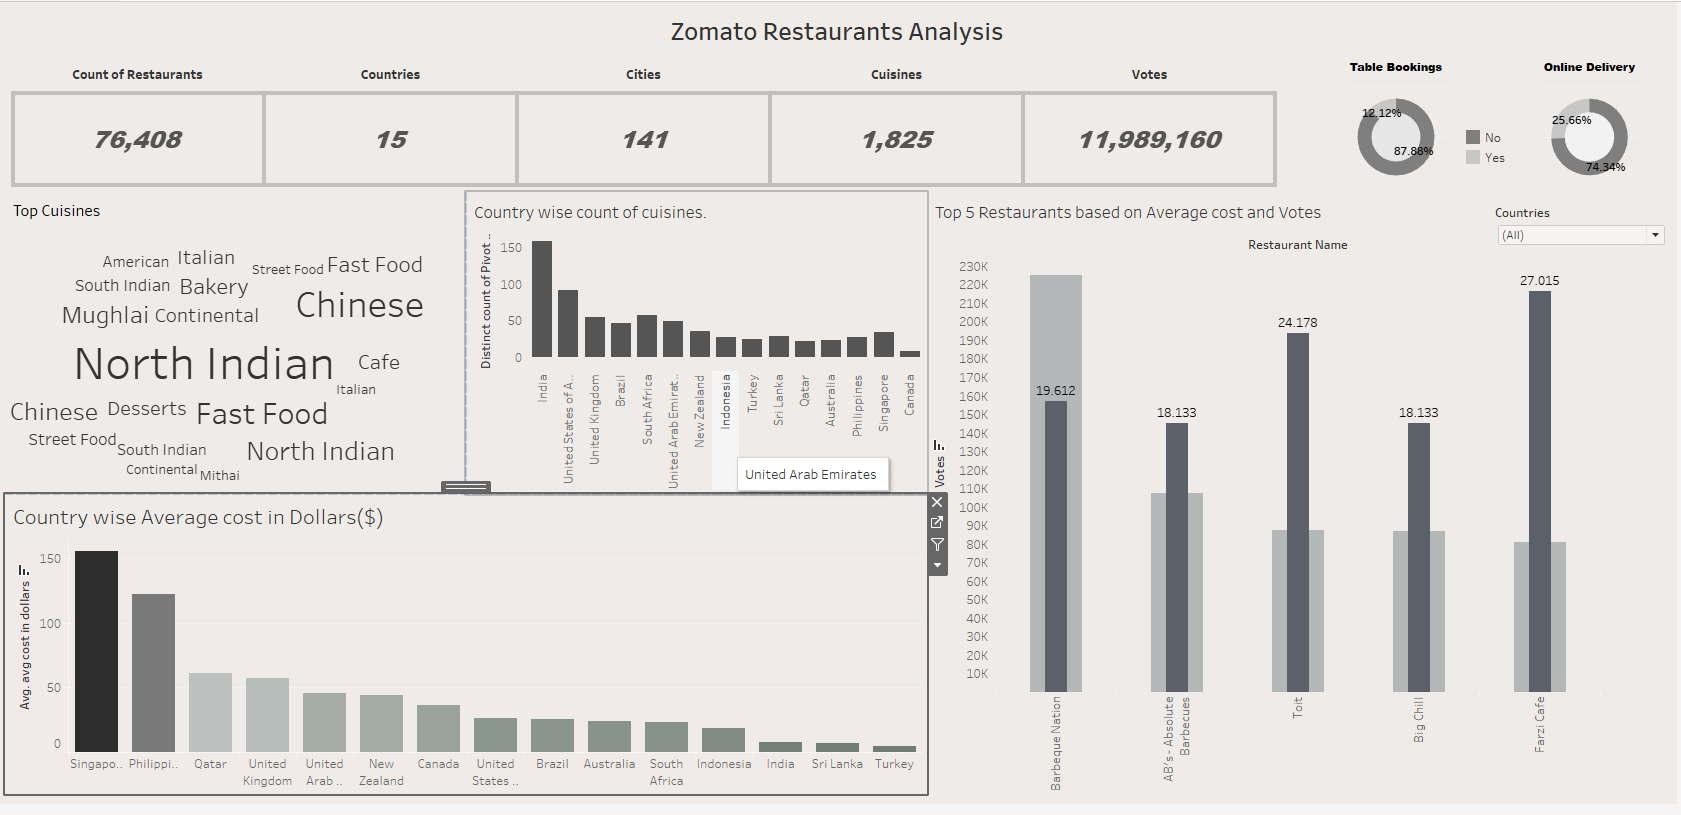 Zomato Restaurants Analysis
Count of Restaurants
Countries
Cities
Cuisines
Votes
76,408
15
141
1,825
11,989,160
Table Bookings
12.12%
87.88%
No
Yes
Online Delivery
25.66%
74.34%
Top Cuisines
American Italian
Street Food Fast Food
South Indian Bakery
Chinese
Mughlai Continental
North Indian
Cafe
Italian
Chinese Desserts Fast Food
Street Food
South Indian
North Indian
Continental
Mithai
Country wise count of cuisines.
Distinct count of Pivot ..
150
100
50
0
India
United States of A..
United Kingdom
Brazil
South Africa
United Arab Emirat..
New Zealand
Indonesia
Turkey
Sri Lanka
Qatar
Australia
Philippines
Singapore
Canada
United Arab Emirates
Top 5 Restaurants based on Average cost and Votes
Countries
(All)
Restaurant Name
Votes
230K
220K
210K
200K
190K
180K
170K
160K
150K
140K
130K
120K
110K
100K
90K
80K
70K
60K
50K
40K
30K
20K
10K
19.612
18.133
24.178
18.133
27.015
Barbeque Nation
AB's - Absolute
Barbecues
Toit
Big Chill
Farzi Cafe
Country wise Average cost in Dollars($)
Avg. avg cost in dollars
150
100
50
0
Singapo..
Philippi..
Qatar
United
Kingdom
United
Arab ..
New
Zealand
Canada
United
States ..
Brazil
Australia
South
Africa
Indonesia
India
Sri Lanka
Turkey